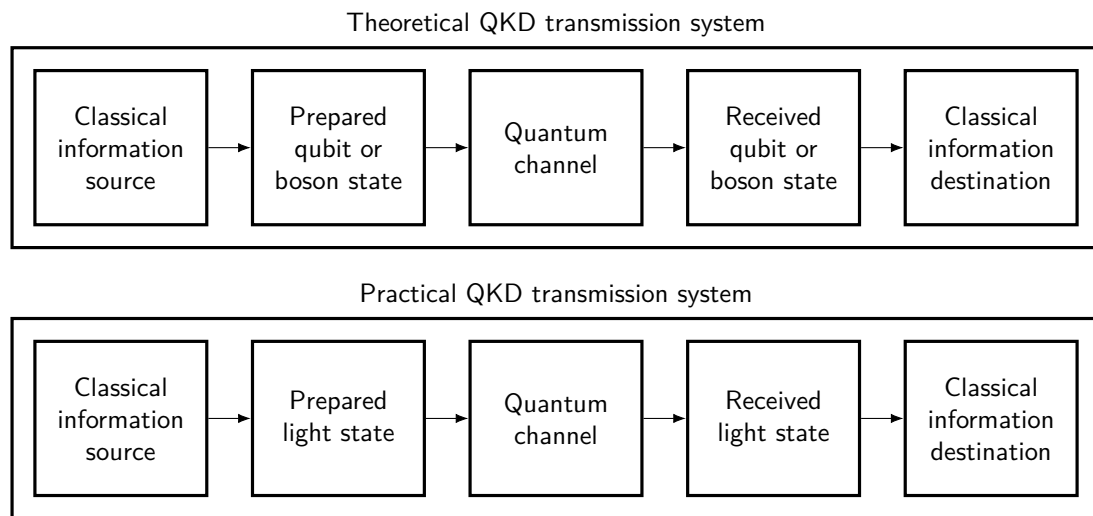 Theoretical QKD transmission system
Classical
information
source
Prepared
qubit or
boson state
Quantum
channel
Received
qubit or
boson state
Classical
information
destination
Practical QKD transmission system
Classical
information
source
Prepared
light state
Quantum
channel
Received
light state
Classical
information
destination